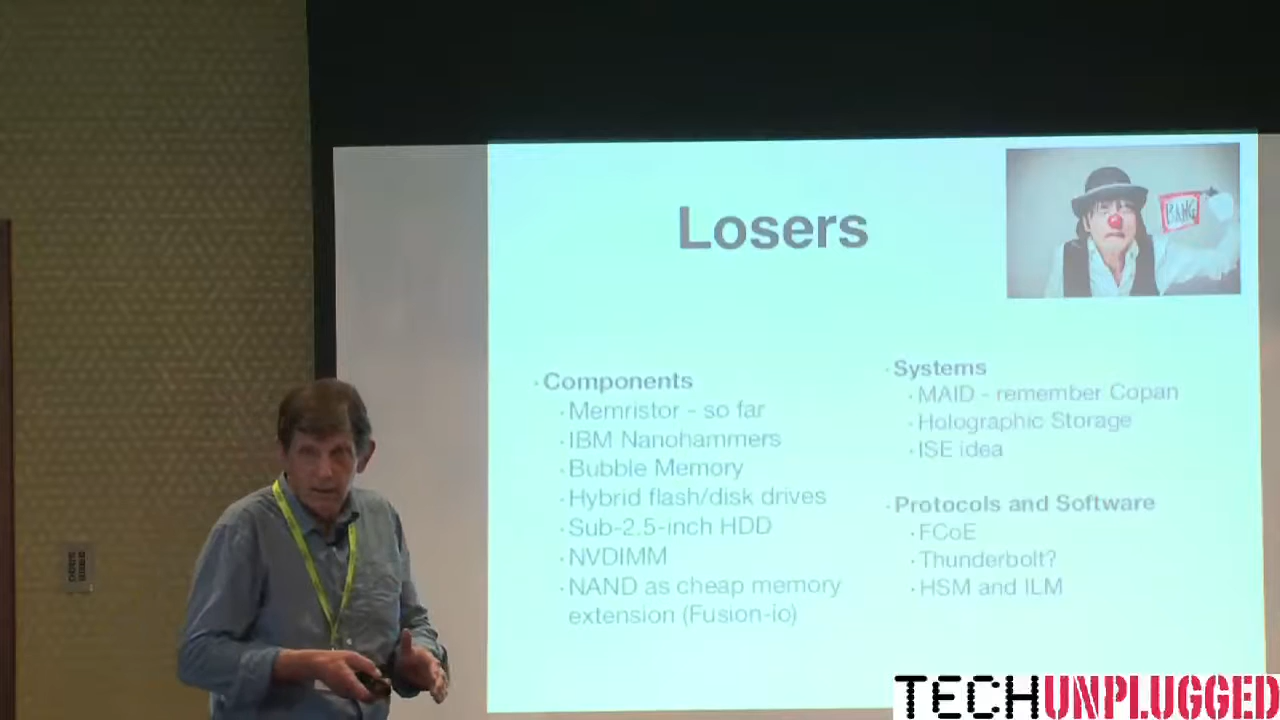 Losers
BANG
· Components
· Memristor - so far
· IBM Nanohammers
· Bubble Memory
· Hybrid flash/disk drives
· Sub-2.5-inch HDD
· NVDIMM
· NAND as cheap memory
extension (Fusion-io)
· Systems
· MAID - remember Copan
· Holographic Storage
· ISE idea
· Protocols and Software
· FCoE
· Thunderbolt?
· HSM and ILM
TECHUNPLUGGED